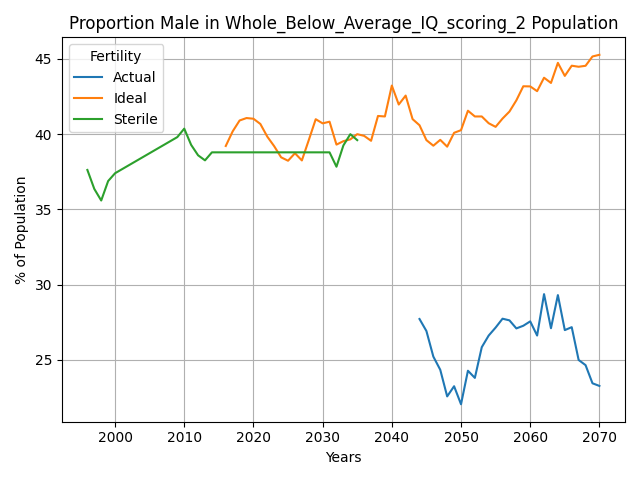 Proportion Male in Whole_Below_Average_IQ_scoring_2 Population
Fertility
Actual
Ideal
Sterile
% of Population
45
40
35
30
25
2000 2010 2020 2030 2040 2050 2060 2070
Years